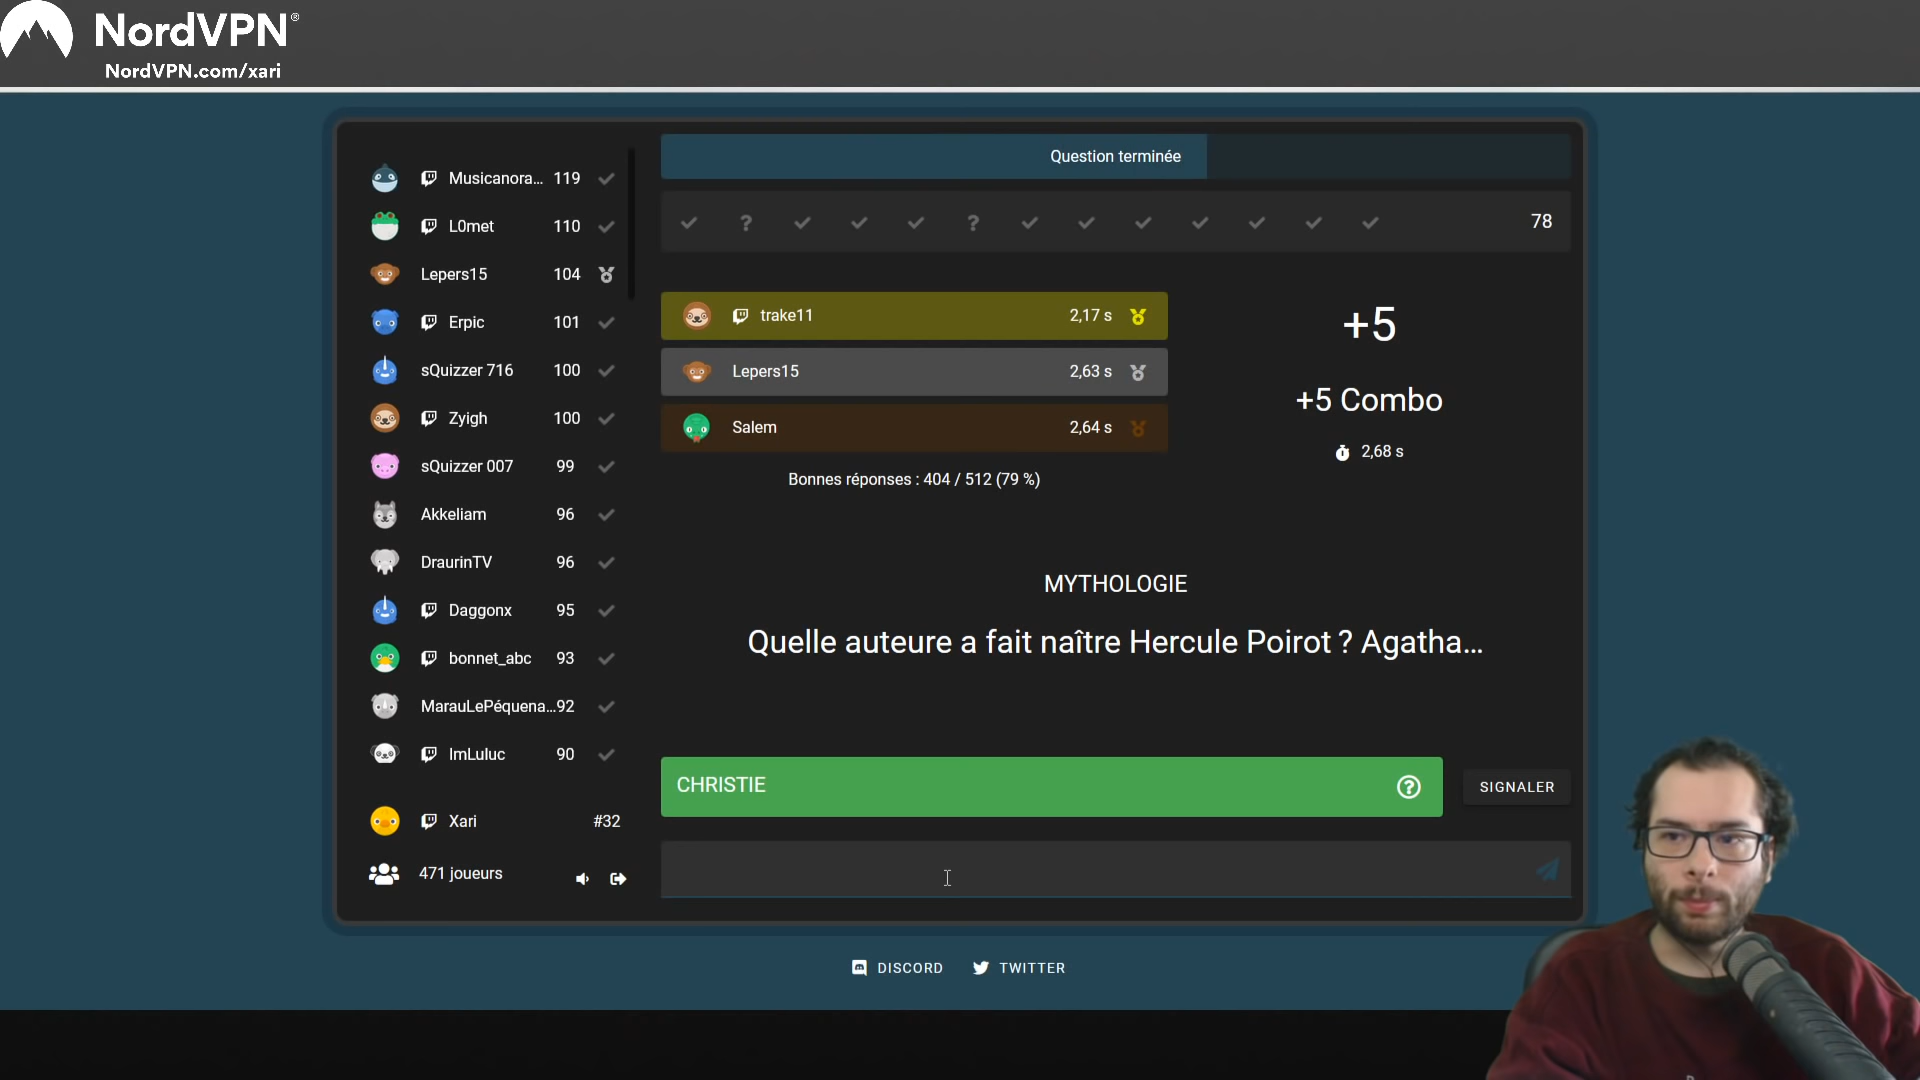 NordVPN®
NordVPN.com/xari
Musicanora... 119
L0met 110
Lepers15 104
Erpic 101
sQuizzer 716 100
Zyigh 100
sQuizzer 007 99
Akkeliam 96
DraurinTV 96
Daggonx 95
bonnet_abc 93
MarauLePéquena... 92
ImLuluc 90
Xari #32
471 joueurs
Question terminée
? ? 78
trake11 2,17 s
Lepers15 2,63 s
Salem 2,64 s
Bonnes réponses : 404 / 512 (79 %)
+5
+5 Combo
2,68 s
MYTHOLOGIE
Quelle auteure a fait naître Hercule Poirot ? Agatha...
CHRISTIE ?
SIGNALER
DISCORD TWITTER